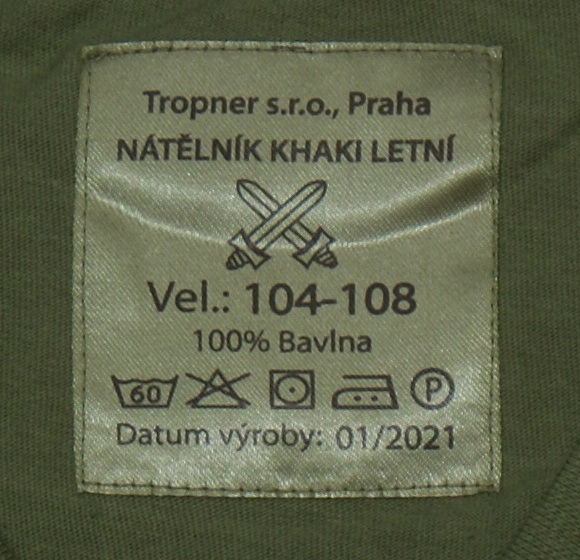 Tropner s.r.o., Praha
NÁTĚLNÍK KHAKI LETNÍ
Vel.: 104-108
100% Bavlna
60 P
Datum výroby: 01/2021